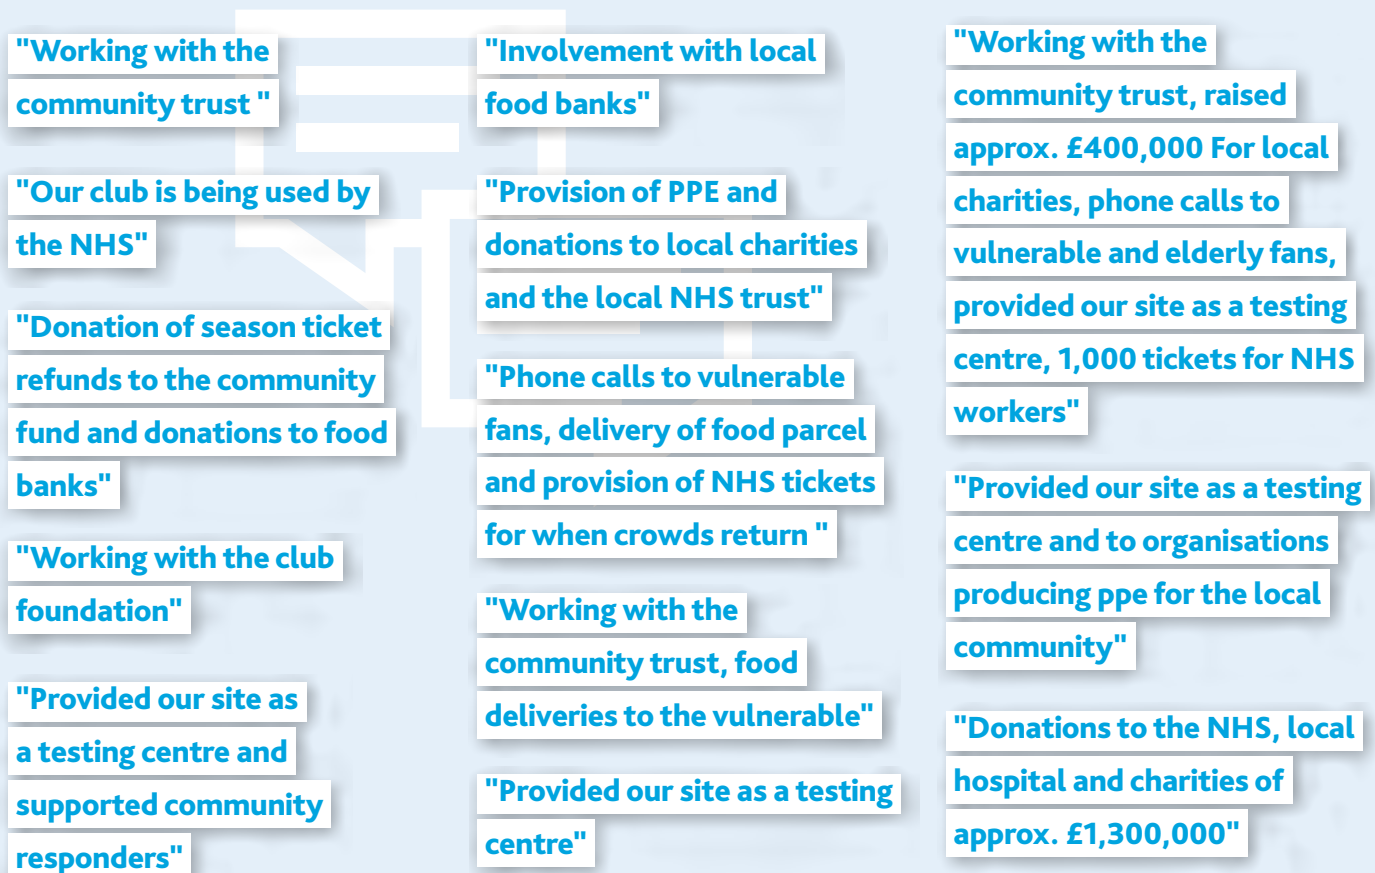 "Working with the
community trust "
"Our club is being used by
the NHS"
"Donation of season ticket
refunds to the community
fund and donations to food
banks"
"Working with the club
foundation"
"Provided our site as
a testing centre and
supported community
responders"
"Involvement with local
food banks"
"Provision of PPE and
donations to local charities
and the local NHS trust"
"Phone calls to vulnerable
fans, delivery of food parcel
and provision of NHS tickets
for when crowds return "
"Working with the
community trust, food
deliveries to the vulnerable"
"Provided our site as a testing
centre"
"Working with the
community trust, raised
approx. £400,000 For local
charities, phone calls to
vulnerable and elderly fans,
provided our site as a testing
centre, 1,000 tickets for NHS
workers"
"Provided our site as a testing
centre and to organisations
producing ppe for the local
community"
"Donations to the NHS, local
hospital and charities of
approx. £1,300,000"